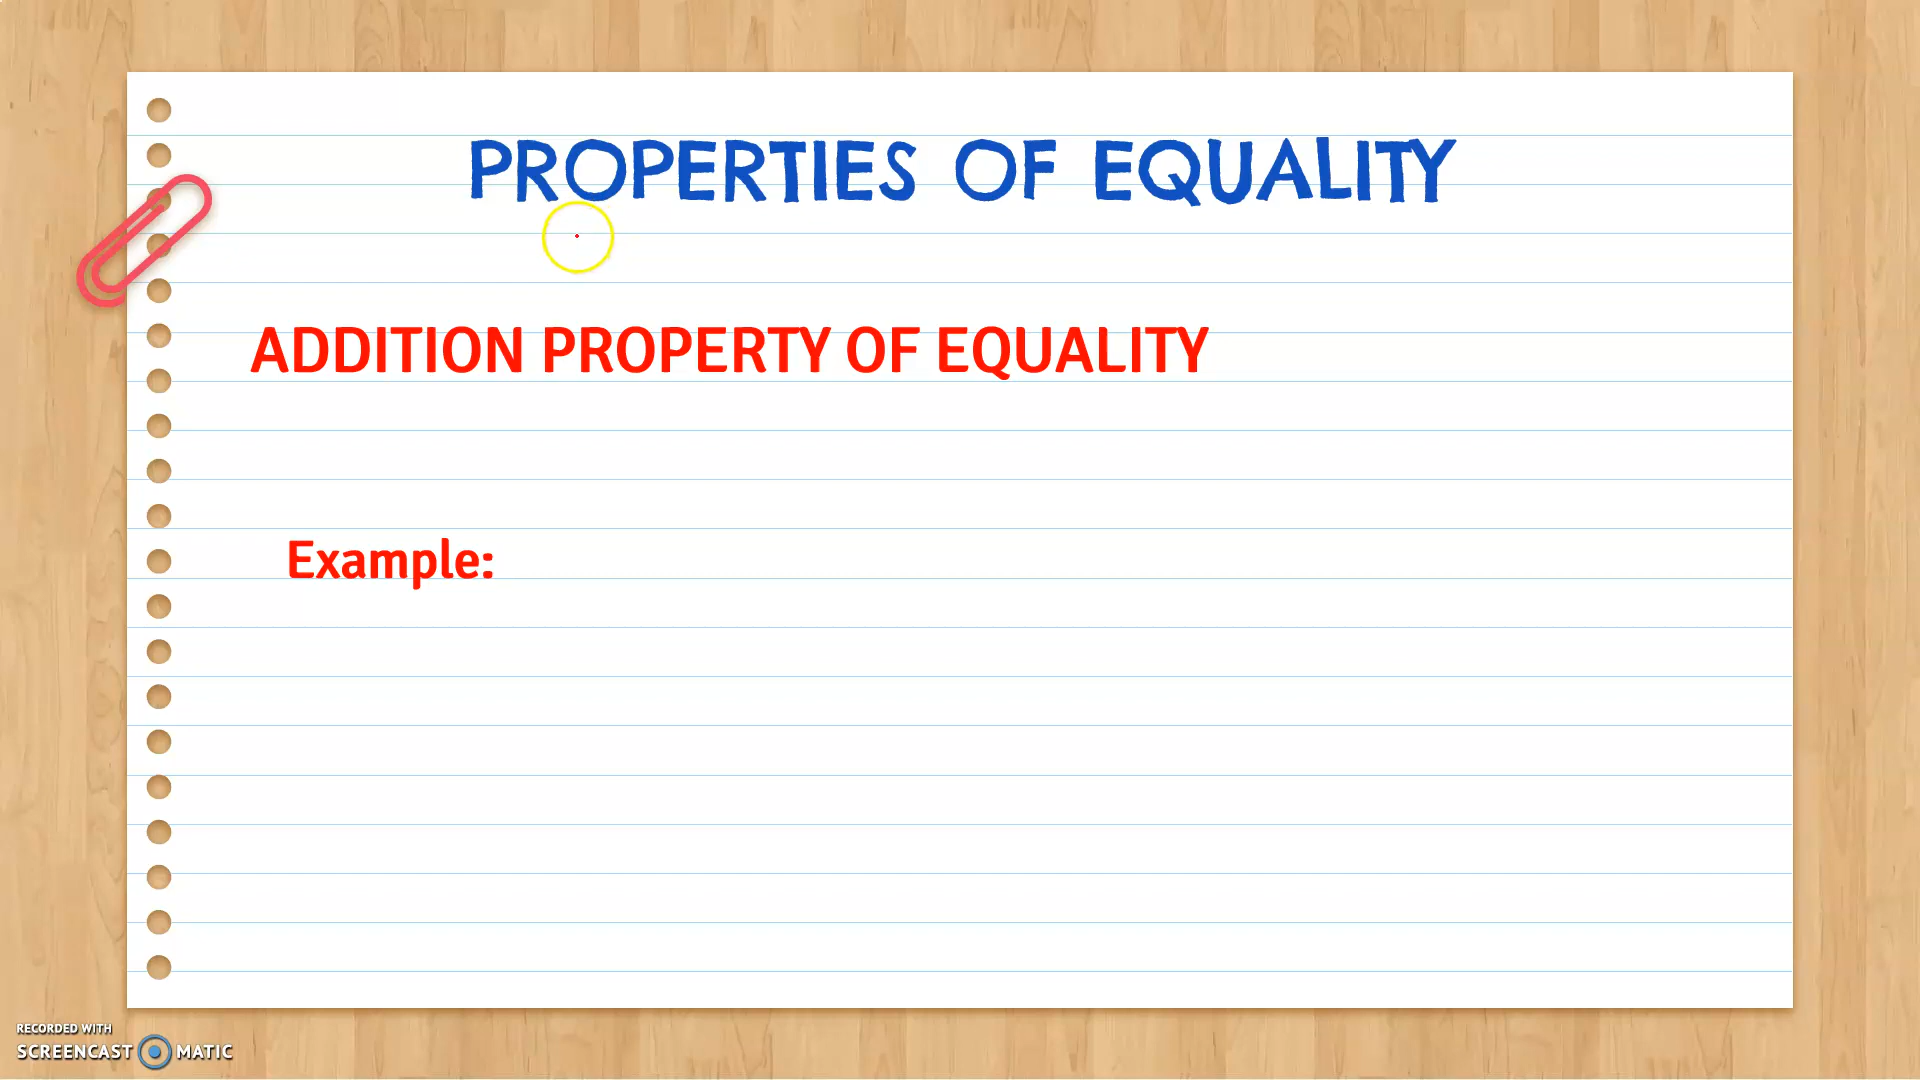 PROPERTIES OF EQUALITY
ADDITION PROPERTY OF EQUALITY
Example:
RECORDED WITH
SCREENCAST MATIC